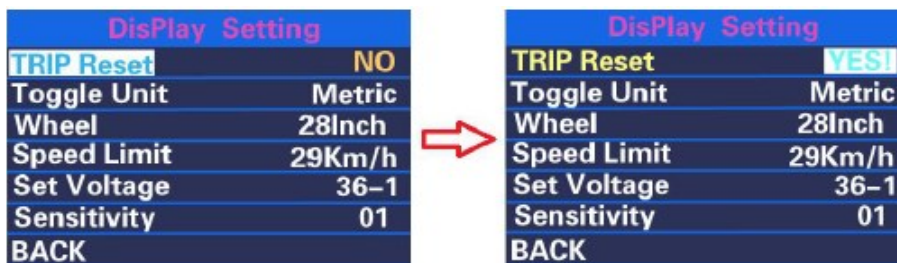 DisPlay Setting
TRIP Reset NO
Toggle Unit Metric
Wheel 28Inch
Speed Limit 29Km/h
Set Voltage 36-1
Sensitivity 01
BACK
DisPlay Setting
TRIP Reset YES!
Toggle Unit Metric
Wheel 28Inch
Speed Limit 29Km/h
Set Voltage 36-1
Sensitivity 01
BACK